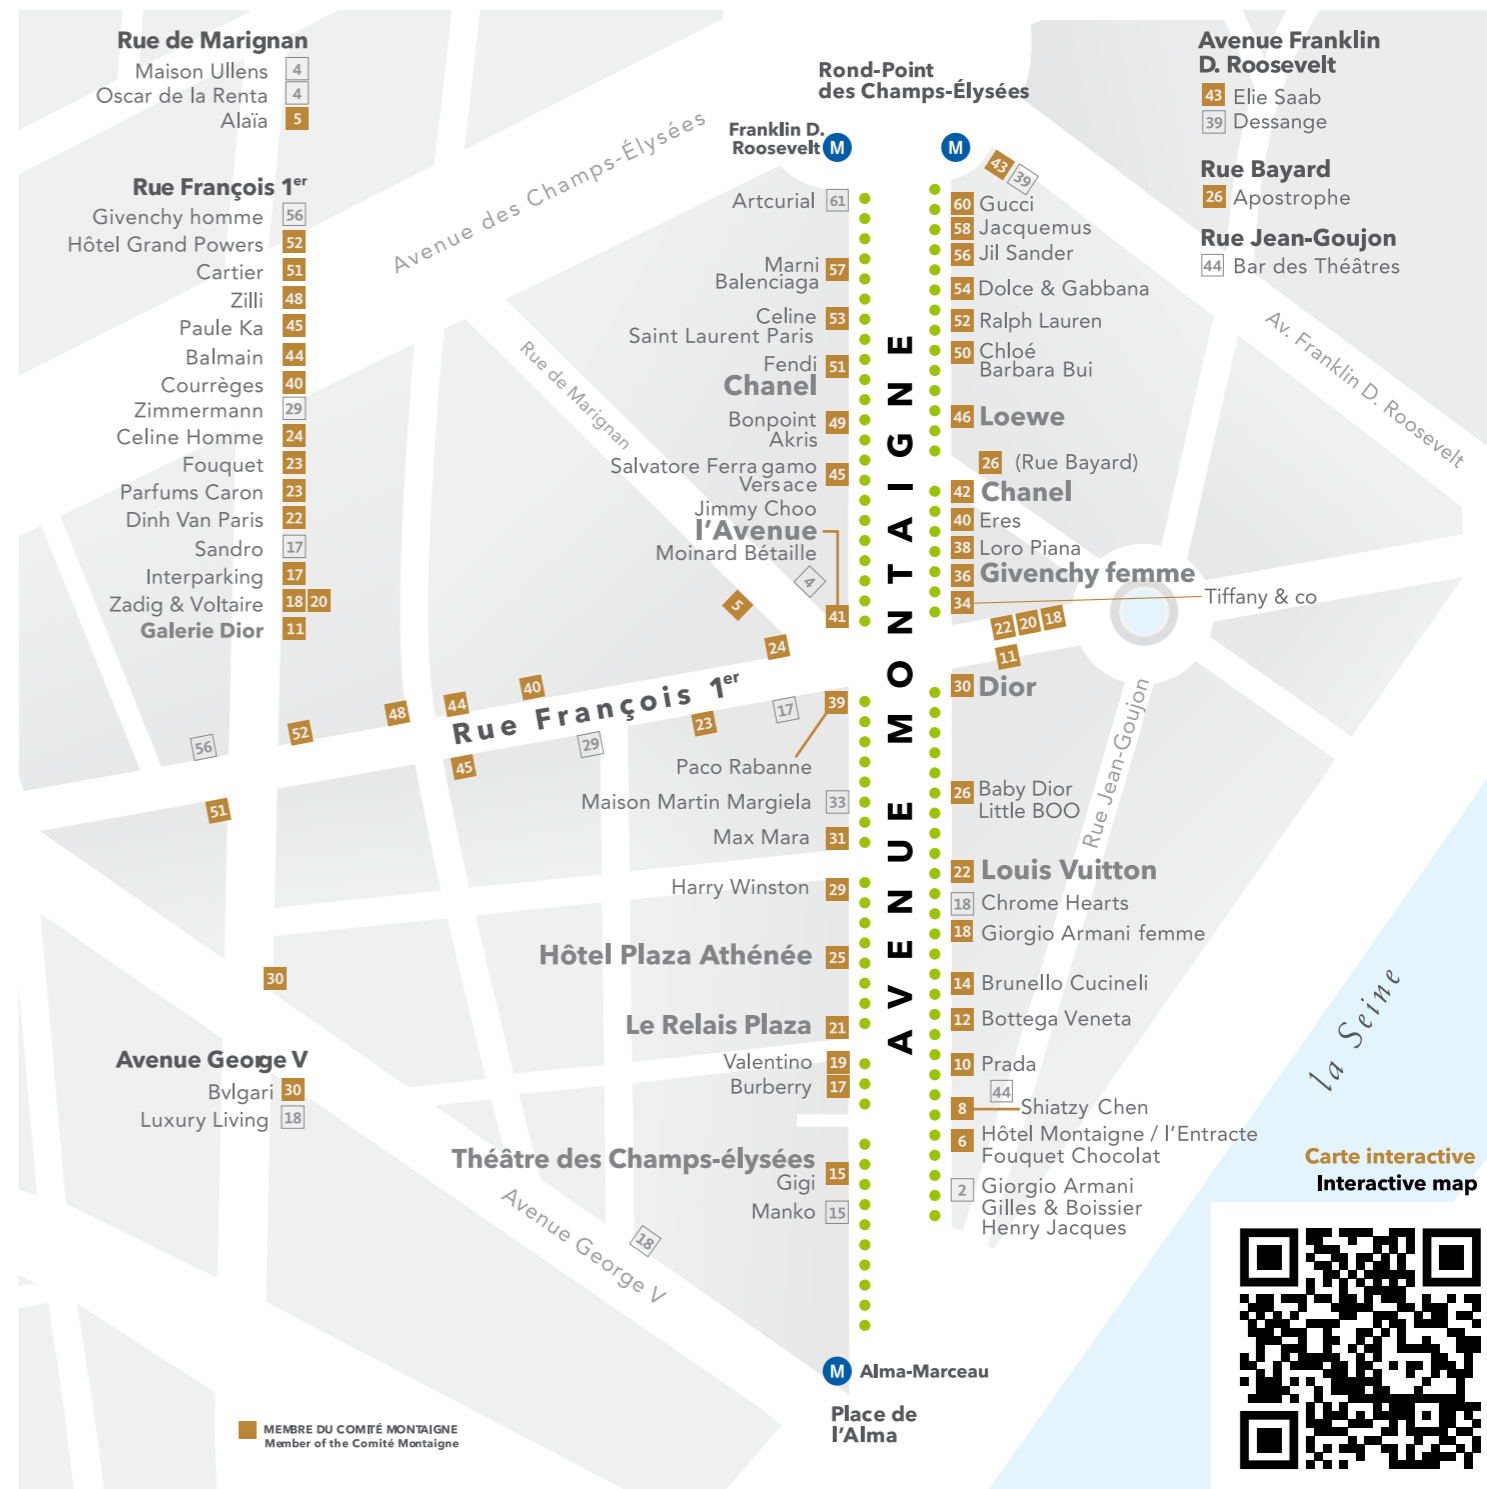 Rue de Marignan
Maison Ullens 4
Oscar de la Renta 4
Alaïa 5
Rue François 1er
Givenchy homme 56
Hôtel Grand Powers 52
Cartier 51
Zilli 48
Paule Ka 45
Balmain 44
Courrèges 40
Zimmermann 29
Celine Homme 24
Fouquet 23
Parfums Caron 23
Dinh Van Paris 22
Sandro 17
Interparking 17
Zadig & Voltaire 18 20
Galerie Dior 11
Avenue George V
Bvlgari 30
Luxury Living 18
Rond-Point
des Champs-Élysées
Franklin D.
Roosevelt M
M
Avenue des Champs-Élysées
Rue de Marignan
Artcurial 61
Marni 57
Balenciaga
Celine 53
Saint Laurent Paris
Fendi 51
Chanel
Bonpoint 49
Akris
Salvatore Ferra gamo 45
Versace
Jimmy Choo
l'Avenue
Moinard Bétaille
4
5
41
24
40
44
48
52
56
51
45
29
23
17
Rue François 1er
39
Paco Rabanne
Maison Martin Margiela 33
Max Mara 31
Harry Winston 29
Hôtel Plaza Athénée 25
Le Relais Plaza 21
Valentino 19
Burberry 17
Théâtre des Champs-élysées 15
Gigi
Manko 15
30
18
Avenue George V
AVENUE MONTAIGNE
43 39
60 Gucci
58 Jacquemus
56 Jil Sander
54 Dolce & Gabbana
52 Ralph Lauren
50 Chloé
Barbara Bui
46 Loewe
26 (Rue Bayard)
42 Chanel
40 Eres
38 Loro Piana
36 Givenchy femme
34 Tiffany & co
22 20 18
11
30 Dior
26 Baby Dior
Little BOO
22 Louis Vuitton
18 Chrome Hearts
18 Giorgio Armani femme
14 Brunello Cucineli
12 Bottega Veneta
10 Prada
44
8 Shiatzy Chen
6 Hôtel Montaigne / l'Entracte
Fouquet Chocolat
2 Giorgio Armani
Gilles & Boissier
Henry Jacques
Avenue Franklin
D. Roosevelt
43 Elie Saab
39 Dessange
Rue Bayard
26 Apostrophe
Rue Jean-Goujon
44 Bar des Théâtres
Av. Franklin D. Roosevelt
Rue Jean-Goujon
la Seine
Carte interactive
Interactive map
M Alma-Marceau
Place de
l'Alma
MEMBRE DU COMITÉ MONTAIGNE
Member of the Comité Montaigne